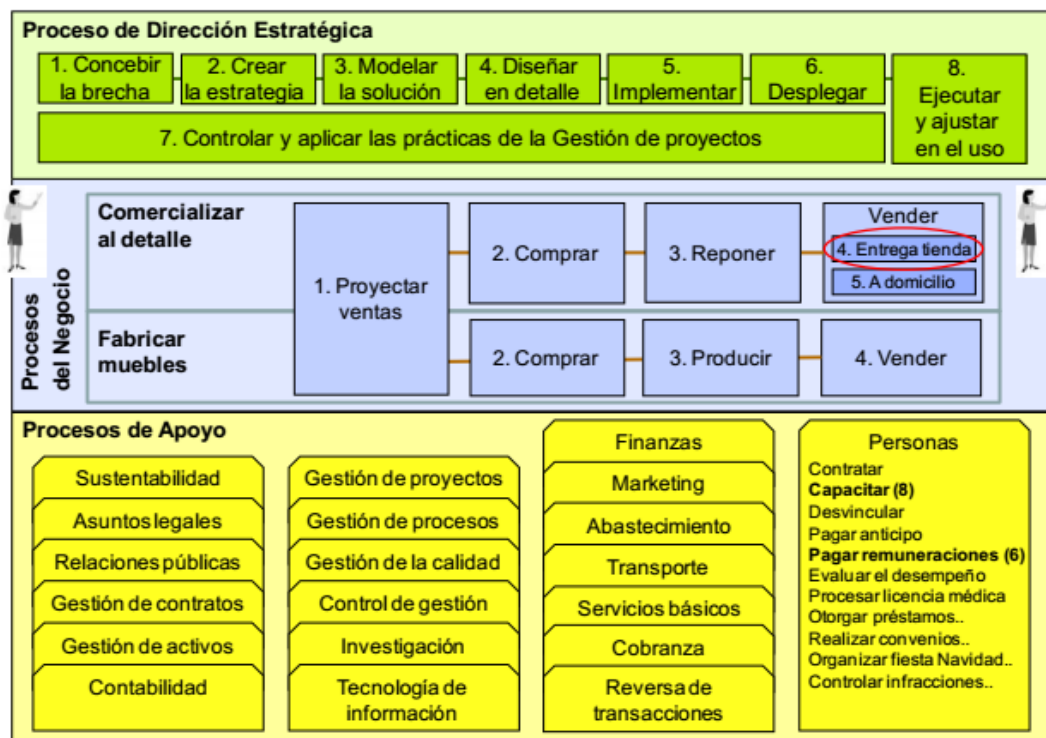 Proceso de Dirección Estratégica
1. Concebir
la brecha
2. Crear
la estrategia
3. Modelar
la solución
4. Diseñar
en detalle
5.
Implementar
6.
Desplegar
8.
Ejecutar
y ajustar
en el uso
7. Controlar y aplicar las prácticas de la Gestión de proyectos
Procesos
del Negocio
Comercializar
al detalle
1. Proyectar
ventas
2. Comprar
3. Reponer
Vender
4. Entrega tienda
5. A domicilio
Fabricar
muebles
2. Comprar
3. Producir
4. Vender
Procesos de Apoyo
Sustentabilidad
Asuntos legales
Relaciones públicas
Gestión de contratos
Gestión de activos
Contabilidad
Gestión de proyectos
Gestión de procesos
Gestión de la calidad
Control de gestión
Investigación
Tecnología de
información
Finanzas
Marketing
Abastecimiento
Transporte
Servicios básicos
Cobranza
Reversa de
transacciones
Personas
Contratar
Capacitar (8)
Desvincular
Pagar anticipo
Pagar remuneraciones (6)
Evaluar el desempeño
Procesar licencia médica
Otorgar préstamos..
Realizar convenios..
Organizar fiesta Navidad..
Controlar infracciones..